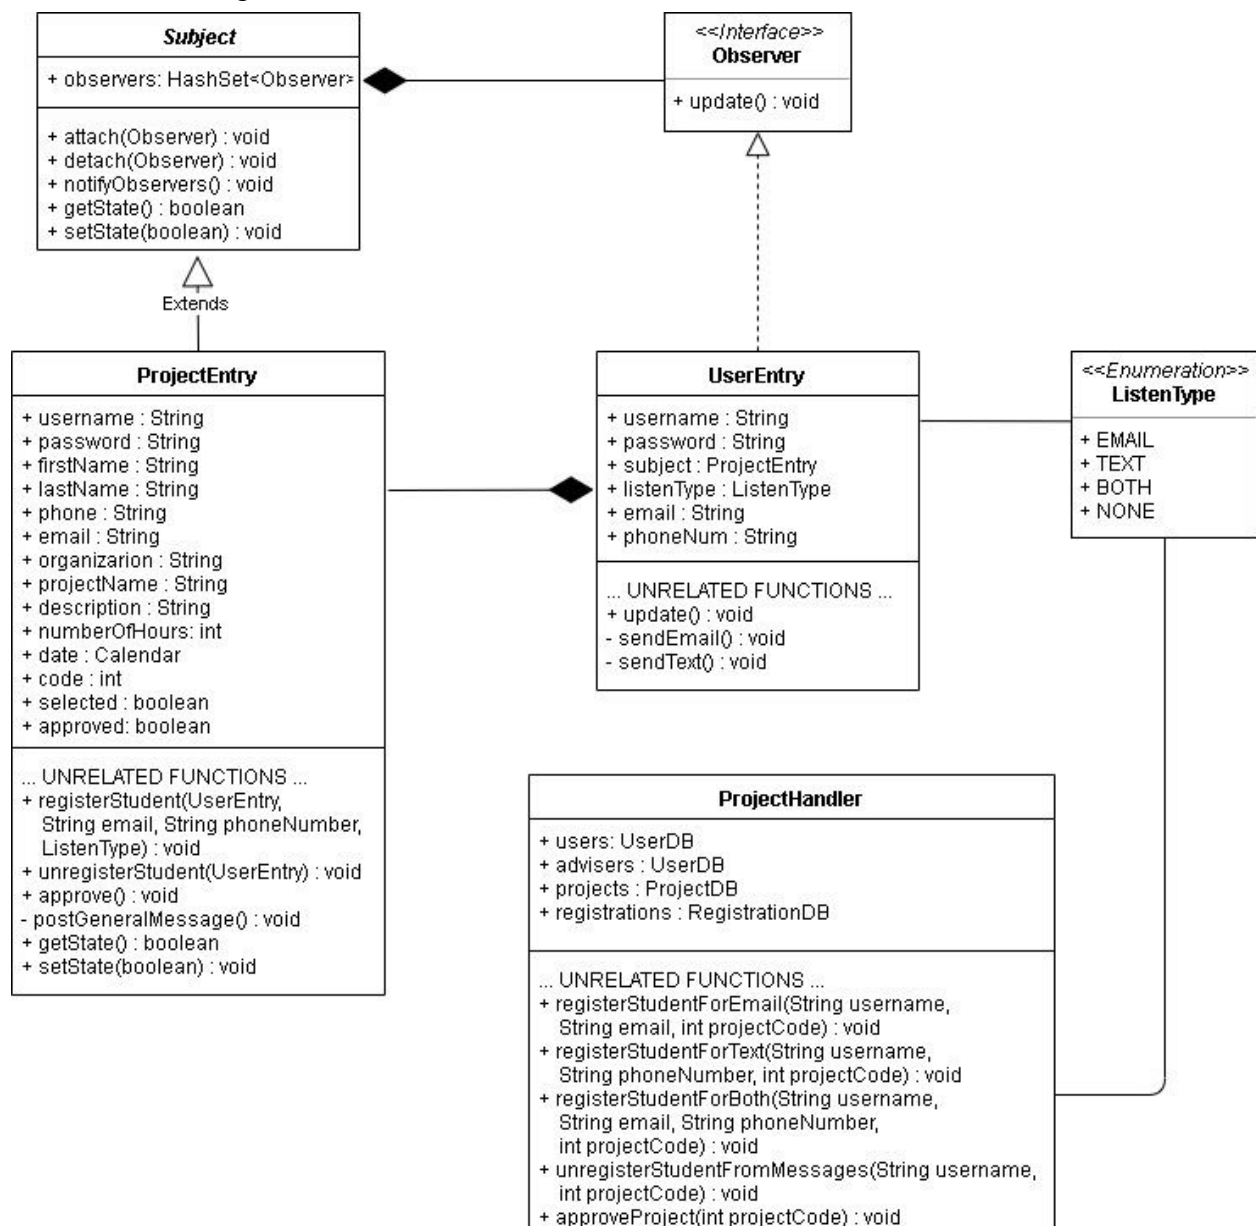 Subject
+ observers: HashSet<Observer>
+ attach(Observer) : void
+ detach(Observer) : void
+ notifyObservers() : void
+ getState() : boolean
+ setState(boolean) : void
<<Interface>>
Observer
+ update() : void
Extends
ProjectEntry
+ username : String
+ password : String
+ firstName : String
+ lastName : String
+ phone : String
+ email : String
+ organizarion : String
+ projectName : String
+ description : String
+ numberOfHours: int
+ date : Calendar
+ code : int
+ selected : boolean
+ approved: boolean
... UNRELATED FUNCTIONS ...
+ registerStudent(UserEntry,
String email, String phoneNumber,
ListenType) : void
+ unregisterStudent(UserEntry) : void
+ approve() : void
- postGeneralMessage() : void
+ getState() : boolean
+ setState(boolean) : void
UserEntry
+ username : String
+ password : String
+ subject : ProjectEntry
+ listenType : ListenType
+ email : String
+ phoneNum : String
... UNRELATED FUNCTIONS ...
+ update() : void
- sendEmail() : void
- sendText() : void
<<Enumeration>>
ListenType
+ EMAIL
+ TEXT
+ BOTH
+ NONE
ProjectHandler
+ users: UserDB
+ advisers : UserDB
+ projects : ProjectDB
+ registrations : RegistrationDB
... UNRELATED FUNCTIONS ...
+ registerStudentForEmail(String username,
String email, int projectCode) : void
+ registerStudentForText(String username,
String phoneNumber, int projectCode) : void
+ registerStudentForBoth(String username,
String email, String phoneNumber,
int projectCode) : void
+ unregisterStudentFromMessages(String username,
int projectCode) : void
+ approveProject(int projectCode) : void